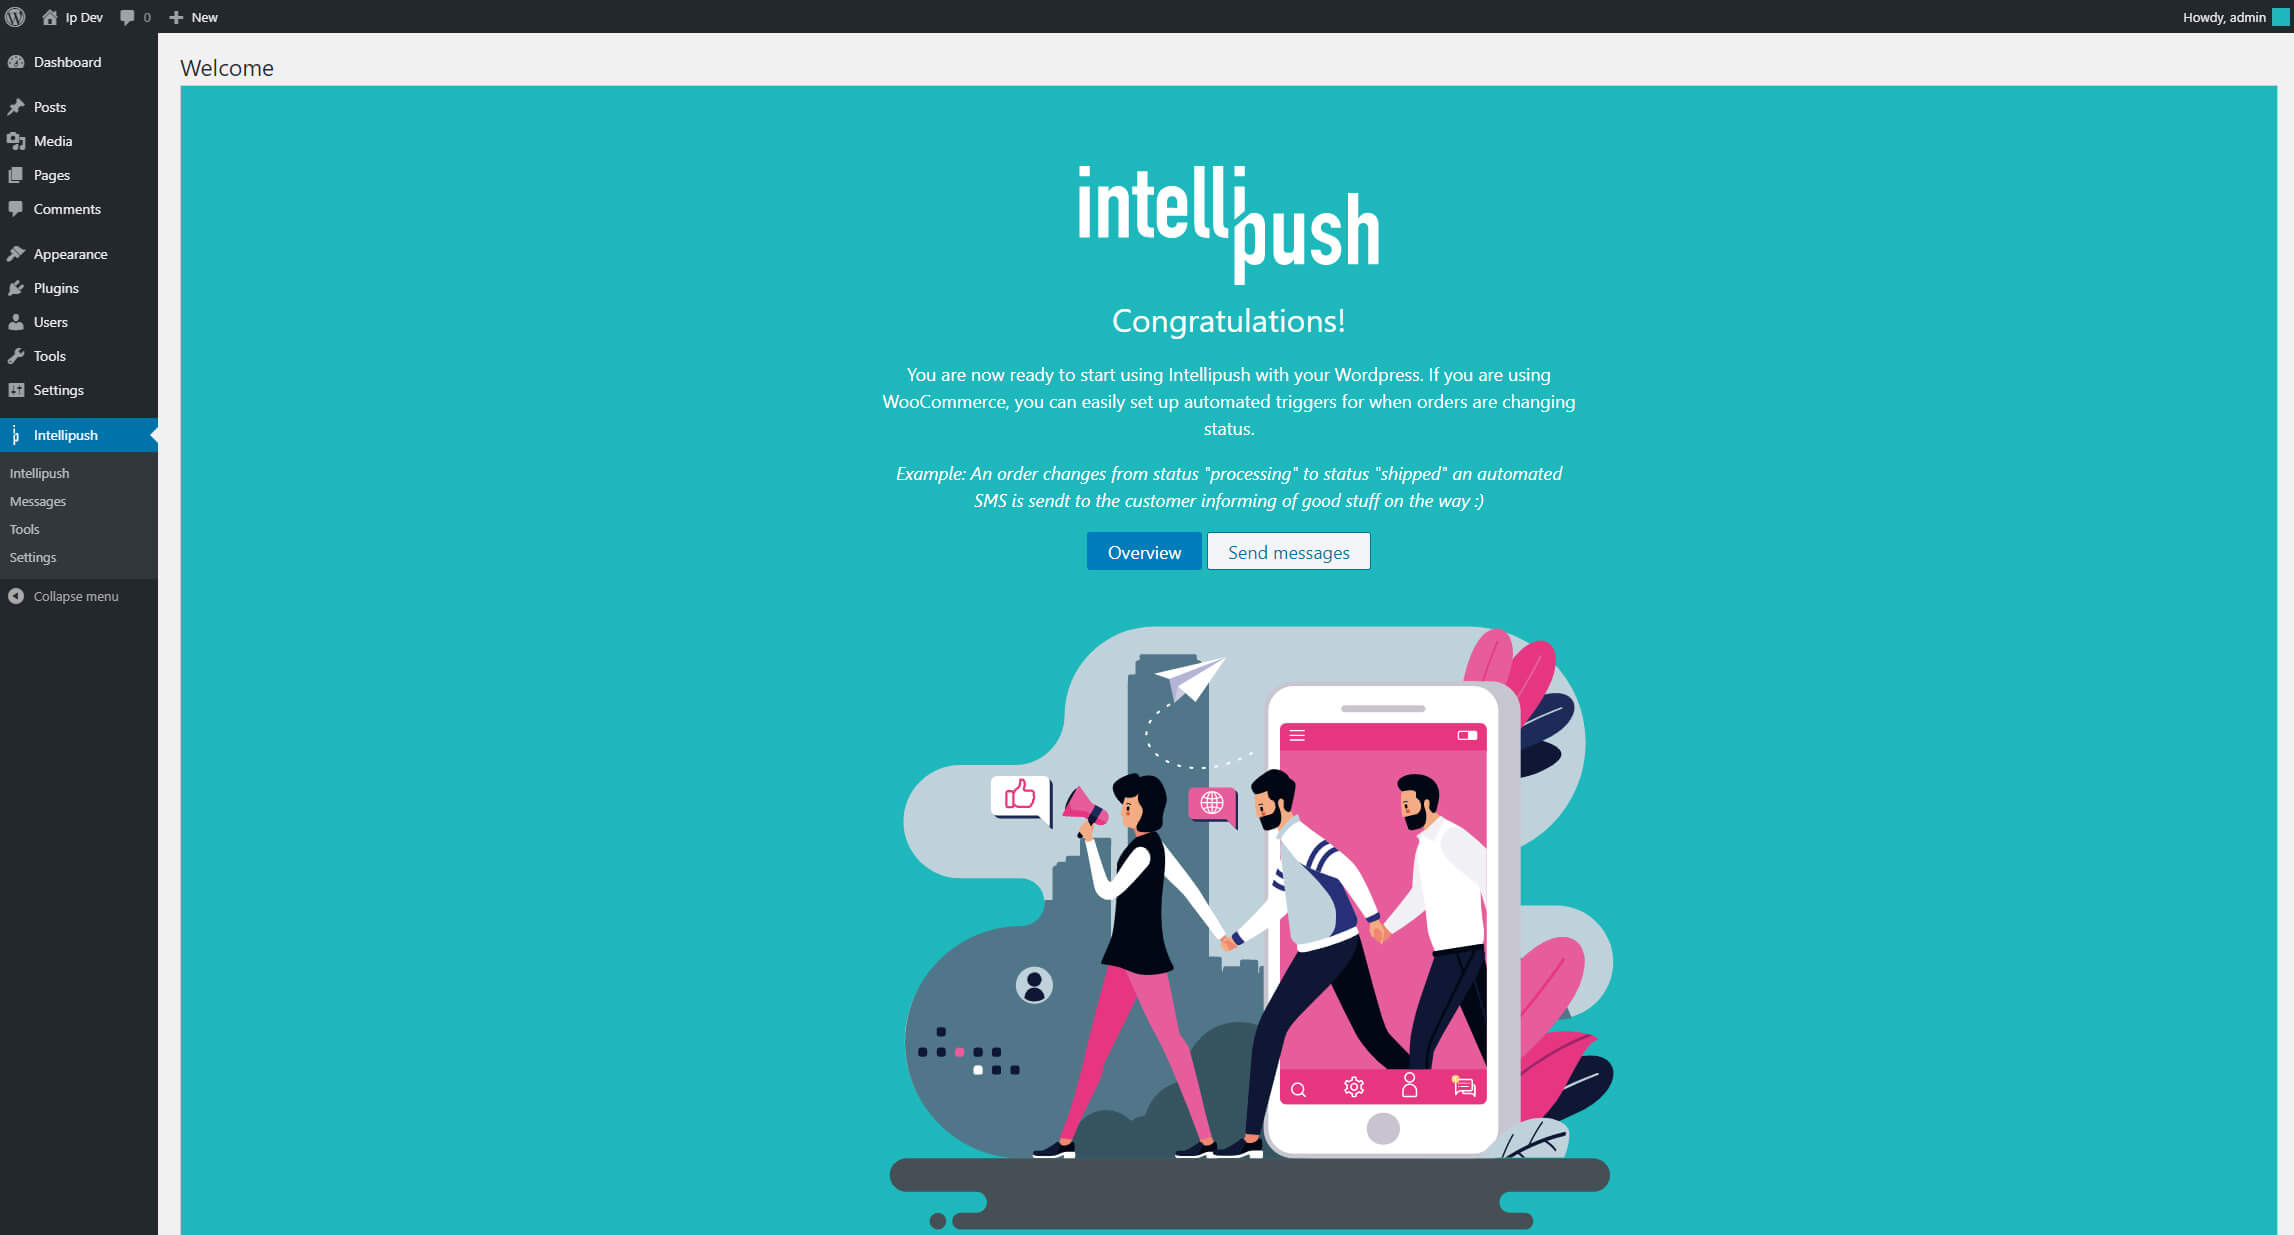 Ip Dev
0
New
Howdy, admin
Dashboard
Posts
Media
Pages
Comments
Appearance
Plugins
Users
Tools
Settings
Intellipush
Intellipush
Messages
Tools
Settings
Collapse menu
Welcome
intellipush
Congratulations!
You are now ready to start using Intellipush with your Wordpress. If you are using
WooCommerce, you can easily set up automated triggers for when orders are changing
status.
Example: An order changes from status "processing" to status "shipped" an automated
SMS is sendt to the customer informing of good stuff on the way :)
Overview
Send messages